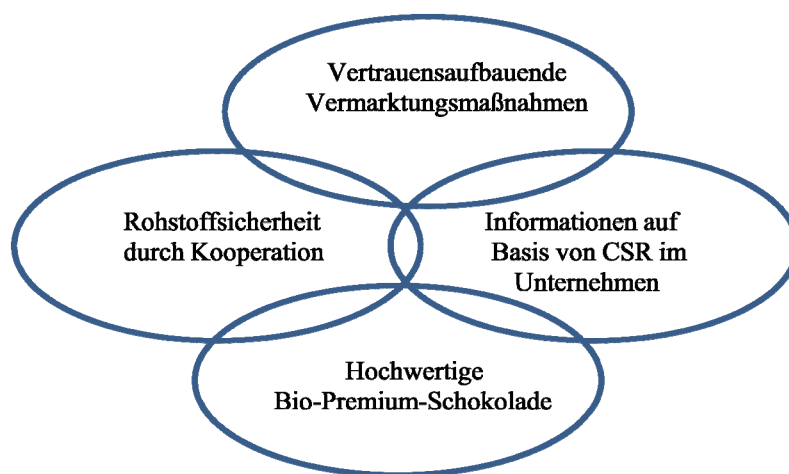 Vertrauensaufbauende
Vermarktungsmaßnahmen
Rohstoffsicherheit
durch Kooperation
Informationen auf
Basis von CSR im
Unternehmen
Hochwertige
Bio-Premium-Schokolade